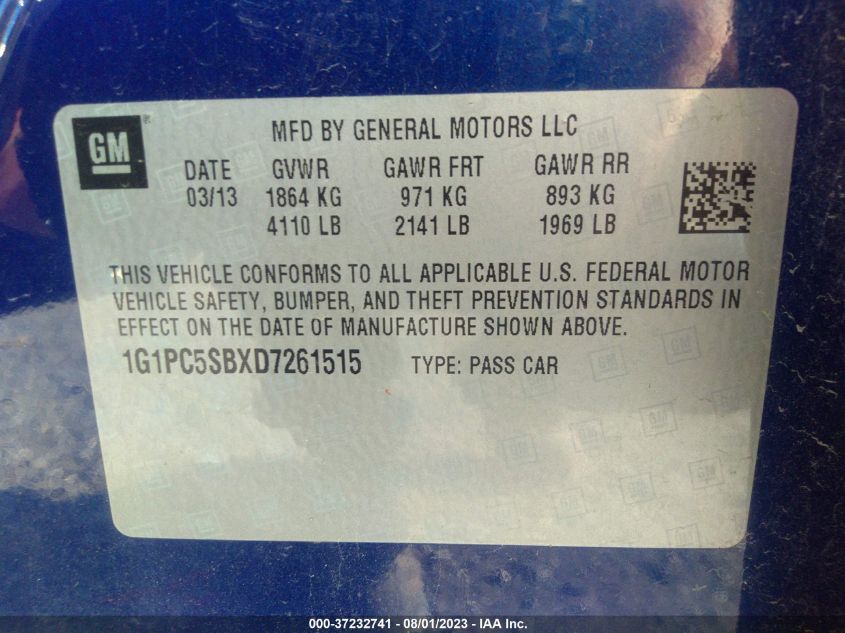 GM
MFD BY GENERAL MOTORS LLC
DATE GVWR GAWR FRT GAWR RR
03/13 1864 KG 971 KG 893 KG
4110 LB 2141 LB 1969 LB
THIS VEHICLE CONFORMS TO ALL APPLICABLE U.S. FEDERAL MOTOR
VEHICLE SAFETY, BUMPER, AND THEFT PREVENTION STANDARDS IN
EFFECT ON THE DATE OF MANUFACTURE SHOWN ABOVE.
1G1PC5SBXD7261515 TYPE: PASS CAR
000-37232741 - 08/01/2023 - IAA Inc.